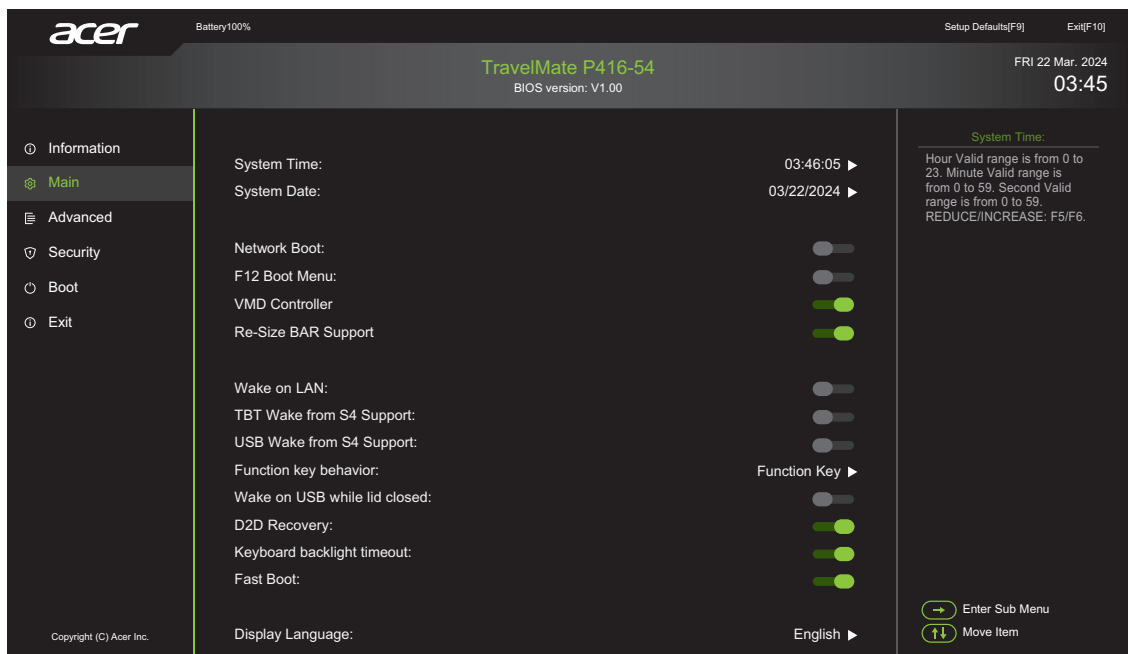 acer
Battery100%
Setup Defaults[F9]
Exit[F10]
TravelMate P416-54
BIOS version: V1.00
FRI 22 Mar. 2024
03:45
Information
Main
Advanced
Security
Boot
Exit
System Time: 03:46:05
System Date: 03/22/2024
Network Boot:
F12 Boot Menu:
VMD Controller
Re-Size BAR Support
Wake on LAN:
TBT Wake from S4 Support:
USB Wake from S4 Support:
Function key behavior: Function Key
Wake on USB while lid closed:
D2D Recovery:
Keyboard backlight timeout:
Fast Boot:
Display Language: English
System Time:
Hour Valid range is from 0 to
23. Minute Valid range is
from 0 to 59. Second Valid
range is from 0 to 59.
REDUCE/INCREASE: F5/F6.
Enter Sub Menu
Move Item
Copyright (C) Acer Inc.